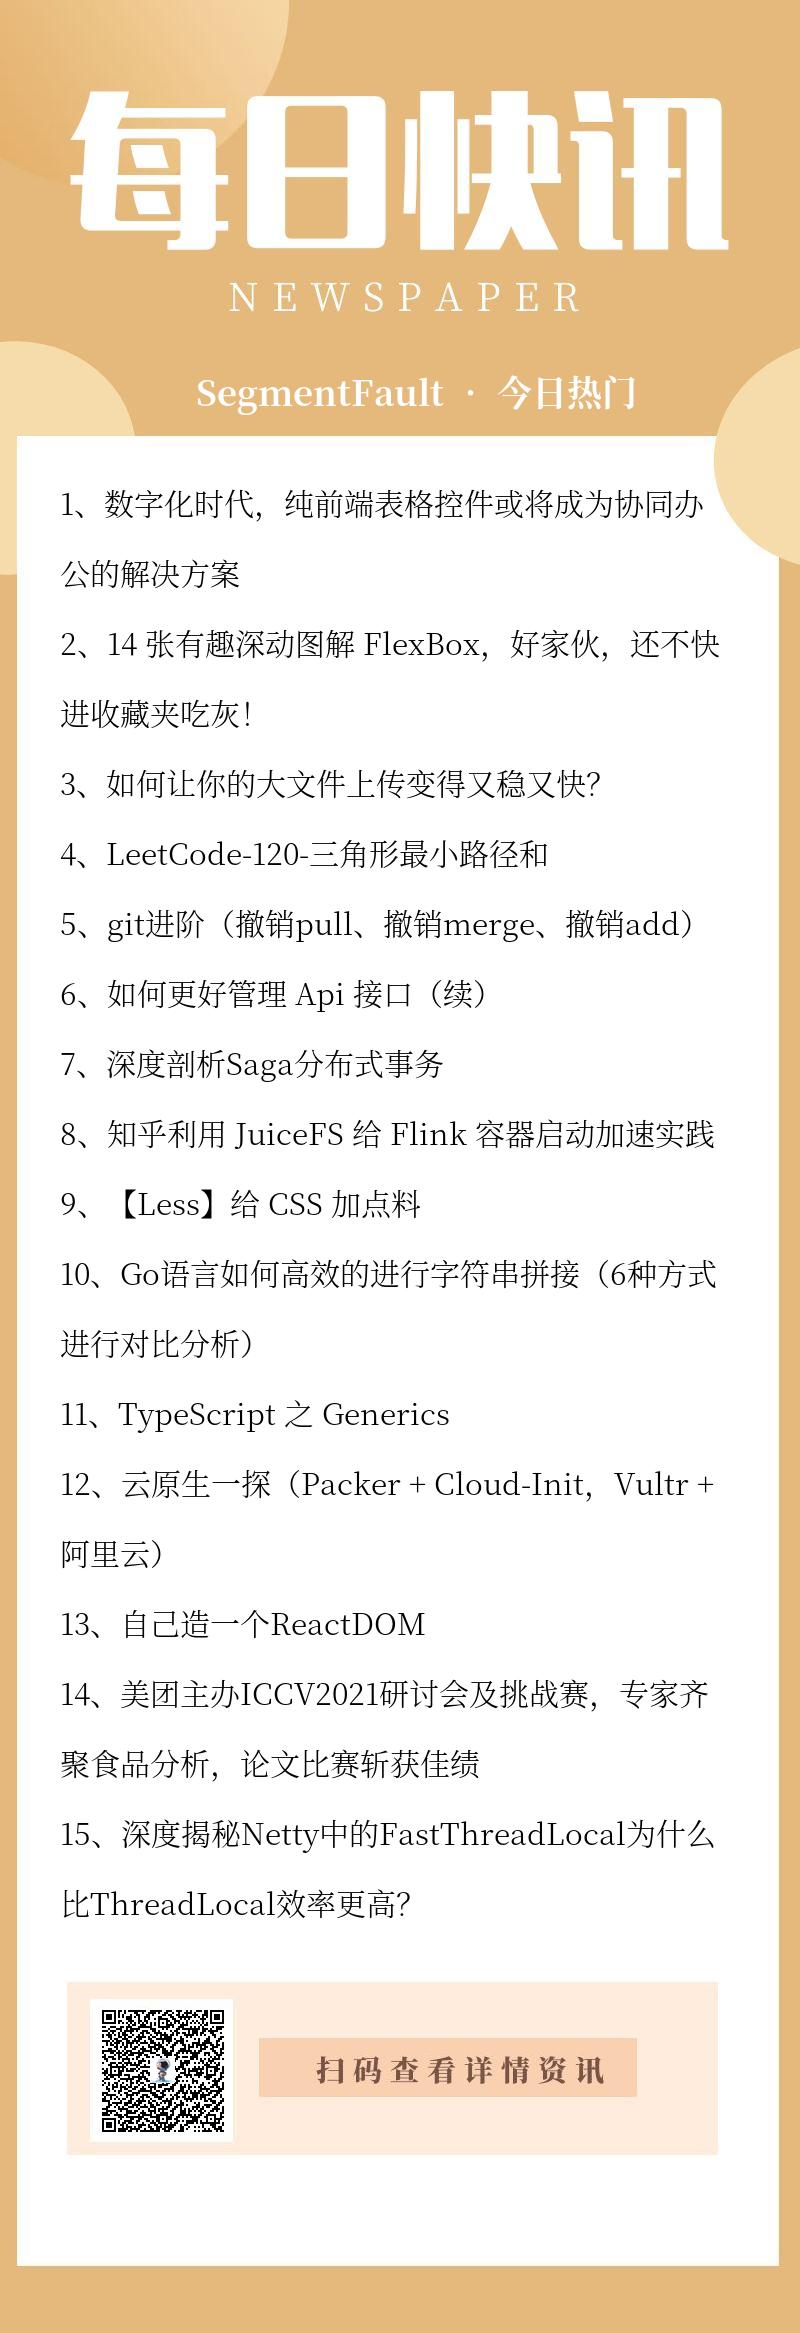 每日快讯
NEWSPAPER
SegmentFault · 今日热门
1、数字化时代，纯前端表格控件或将成为协同办
公的解决方案
2、14 张有趣深动图解 FlexBox，好家伙，还不快
进收藏夹吃灰！
3、如何让你的大文件上传变得又稳又快？
4、LeetCode-120-三角形最小路径和
5、git进阶（撤销pull、撤销merge、撤销add）
6、如何更好管理 Api 接口（续）
7、深度剖析Saga分布式事务
8、知乎利用 JuiceFS 给 Flink 容器启动加速实践
9、【Less】给 CSS 加点料
10、Go语言如何高效的进行字符串拼接（6种方式
进行对比分析）
11、TypeScript 之 Generics
12、云原生一探（Packer + Cloud-Init，Vultr +
阿里云）
13、自己造一个ReactDOM
14、美团主办ICCV2021研讨会及挑战赛，专家齐
聚食品分析，论文比赛斩获佳绩
15、深度揭秘Netty中的FastThreadLocal为什么
比ThreadLocal效率更高？
扫码查看详情资讯